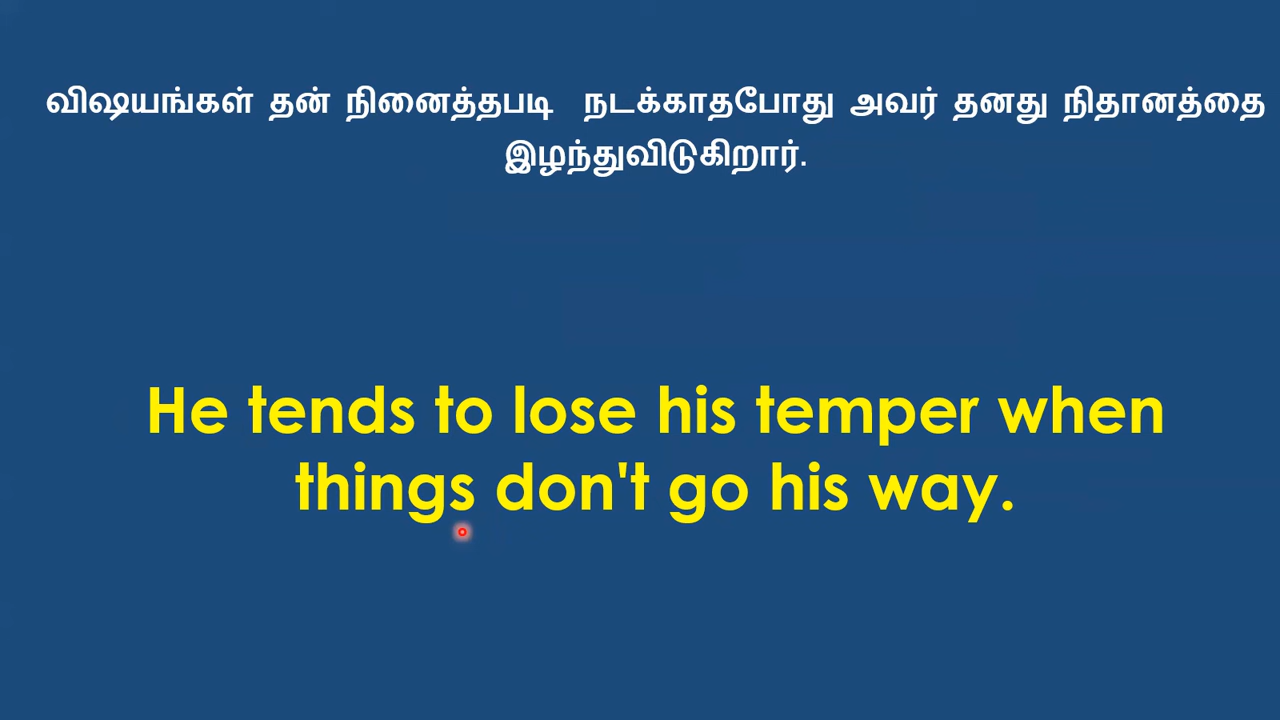 விஷயங்கள் தன் நினைத்தபடி நடக்காதபோது அவர் தனது நிதானத்தை
இழந்துவிடுகிறார்.
He tends to lose his temper when
things don't go his way.